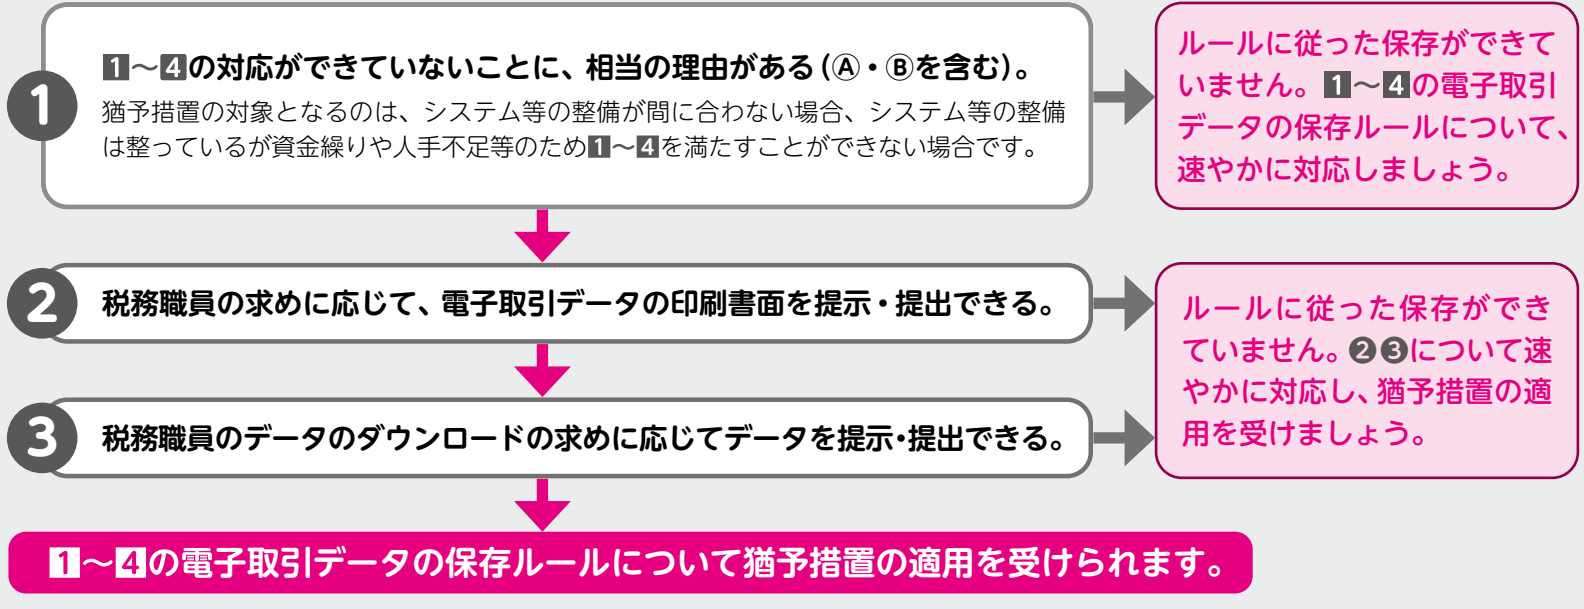 1
1～4の対応ができていないことに、相当の理由がある(Ⓐ・Ⓑを含む)。
猶予措置の対象となるのは、システム等の整備が間に合わない場合、システム等の整備
は整っているが資金繰りや人手不足等のため1～4を満たすことができない場合です。
ルールに従った保存ができて
いません。1～4の電子取引
データの保存ルールについて、
速やかに対応しましょう。
2
税務職員の求めに応じて、電子取引データの印刷書面を提示・提出できる。
3
税務職員のデータのダウンロードの求めに応じてデータを提示・提出できる。
ルールに従った保存ができ
ていません。❷❸について速
やかに対応し、猶予措置の適
用を受けましょう。
1～4の電子取引データの保存ルールについて猶予措置の適用を受けられます。